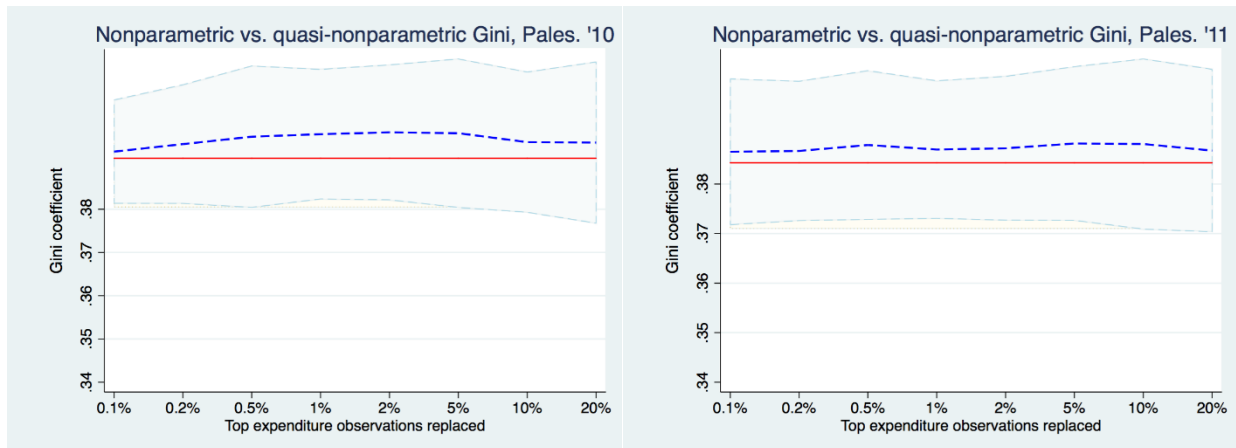 Nonparametric vs. quasi-nonparametric Gini, Pales. '10
Gini coefficient
.38
.37
.36
.35
.34
0.1% 0.2% 0.5% 1% 2% 5% 10% 20%
Top expenditure observations replaced
Nonparametric vs. quasi-nonparametric Gini, Pales. '11
Gini coefficient
.38
.37
.36
.35
.34
0.1% 0.2% 0.5% 1% 2% 5% 10% 20%
Top expenditure observations replaced